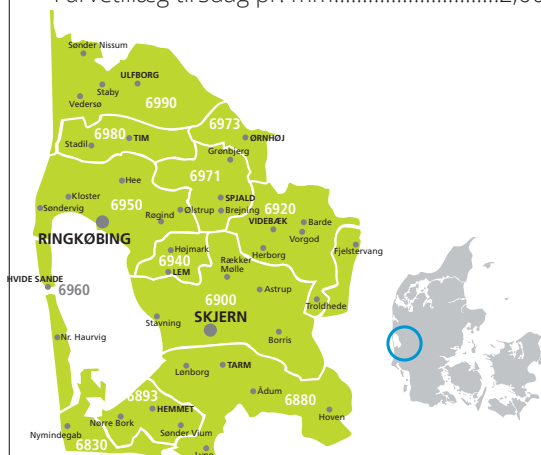 Sønder Nissum
ULFBORG
Staby
Vedersø
6990
6973
6980
TIM
Stadil
ØRNHØJ
Grønbjerg
6971
Hee
Kloster
SPJALD
6950
Ølstrup
Brejning
6920
Søndervig
Røgind
VIDEBÆK
Barde
Vorgod
RINGKØBING
Højmark
Herborg
Fjelstervang
6940
Rækker
Mølle
LEM
HVIDE SANDE
6960
Astrup
6900
Troldhede
SKJERN
Stavning
Borris
Nr. Haurvig
Lønborg
TARM
Ådum
6893
6880
HEMMET
Hoven
Nørre Bork
Nymindegab
Sønder Vium
6830